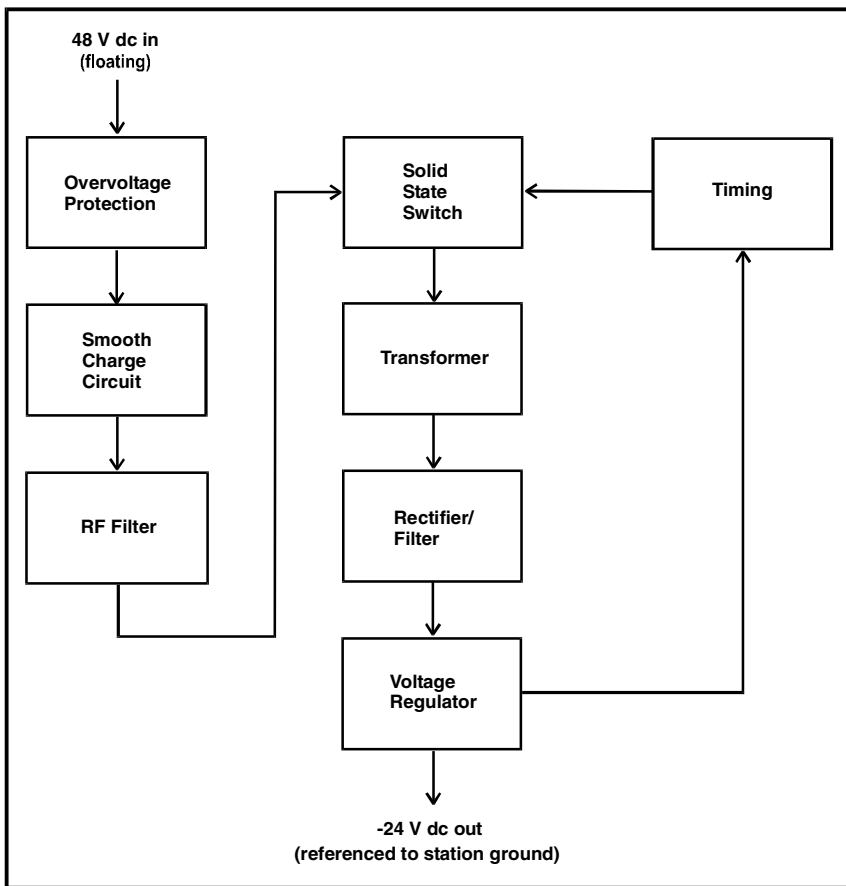 48 V dc in
(floating)
Overvoltage
Protection
Smooth
Charge
Circuit
RF Filter
Solid
State
Switch
Transformer
Rectifier/
Filter
Voltage
Regulator
Timing
-24 V dc out
(referenced to station ground)